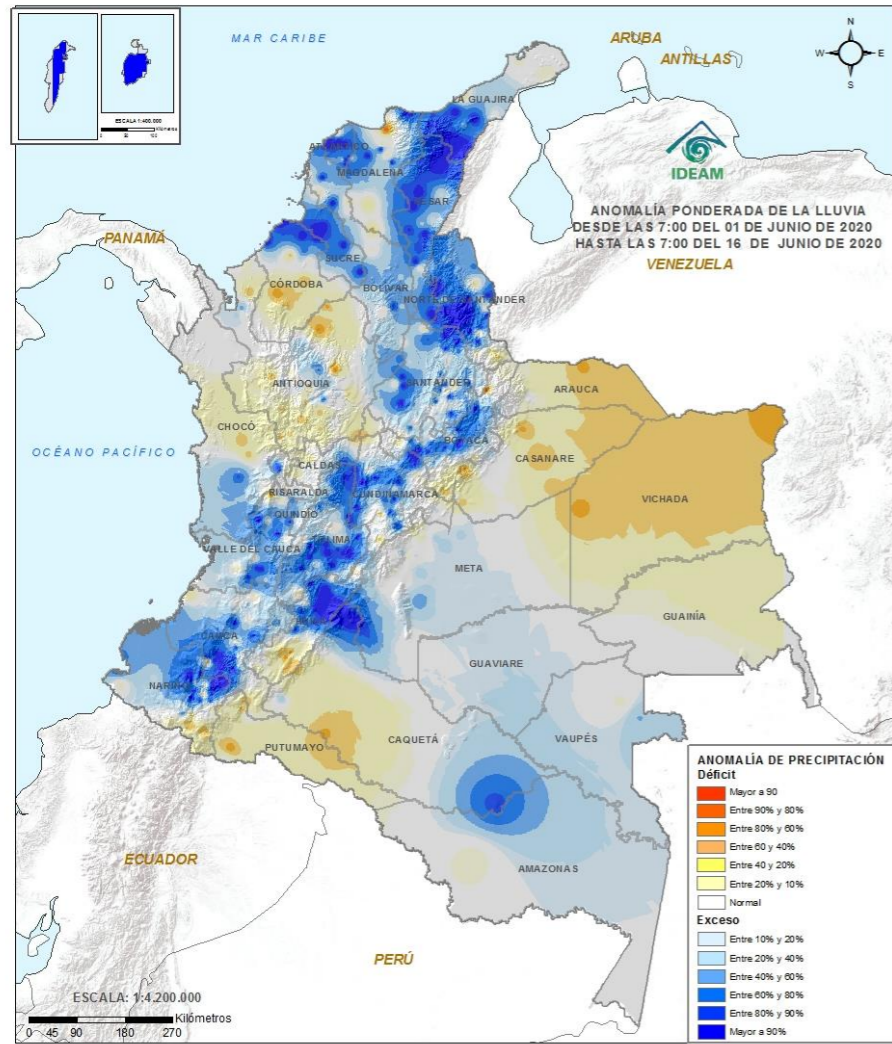 MAR CARIBE
ARUBA
ANTILLAS
N
W
E
S
ESCALA 1:400.000
Kilómetros
LA GUAJIRA
ATLÁNTICO
MAGDALENA
CESAR
IDEAM
ANOMALÍA PONDERADA DE LA LLUVIA
DESDE LAS 7:00 DEL 01 DE JUNIO DE 2020
HASTA LAS 7:00 DEL 16 DE JUNIO DE 2020
PANAMÁ
VENEZUELA
SUCRE
CÓRDOBA
BOLÍVAR
NORTE DE SANTANDER
ANTIOQUIA
SANTANDER
ARAUCA
CHOCÓ
BOYACÁ
OCÉANO PACÍFICO
CASANARE
CALDAS
RISARALDA
CUNDINAMARCA
VICHADA
QUINDÍO
TOLIMA
VALLE DEL CAUCA
META
GUAINÍA
CAUCA
HUILA
GUAVIARE
NARIÑO
CAQUETÁ
VAUPÉS
PUTUMAYO
ECUADOR
AMAZONAS
PERÚ
ANOMALÍA DE PRECIPITACIÓN
Déficit
Mayor a 90
Entre 90% y 80%
Entre 80% y 60%
Entre 60 y 40%
Entre 40 y 20%
Entre 20% y 10%
Normal
Exceso
Entre 10% y 20%
Entre 20% y 40%
Entre 40% y 60%
Entre 60% y 80%
Entre 80% y 90%
Mayor a 90%
ESCALA: 1:4.200.000
Kilómetros
0 45 90 180 270